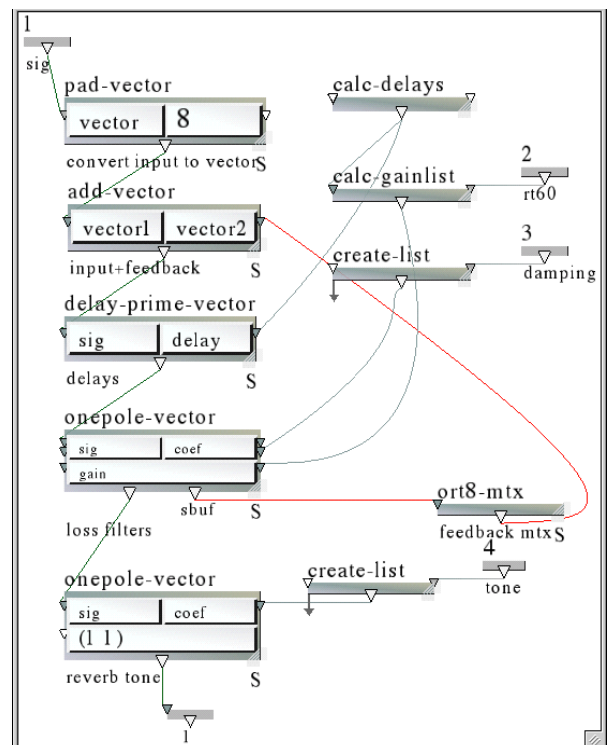 1
sig
pad-vector
vector 8
convert input to vector S
add-vector
vector1 vector2
input+feedback S
delay-prime-vector
sig delay
delays S
onepole-vector
sig coef
gain
sbuf S
loss filters
onepole-vector
sig coef
(1 1)
reverb tone S
1
calc-delays
calc-gainlist
2
rt60
create-list
3
damping
ort8-mtx
feedback mtx S
4
create-list
tone